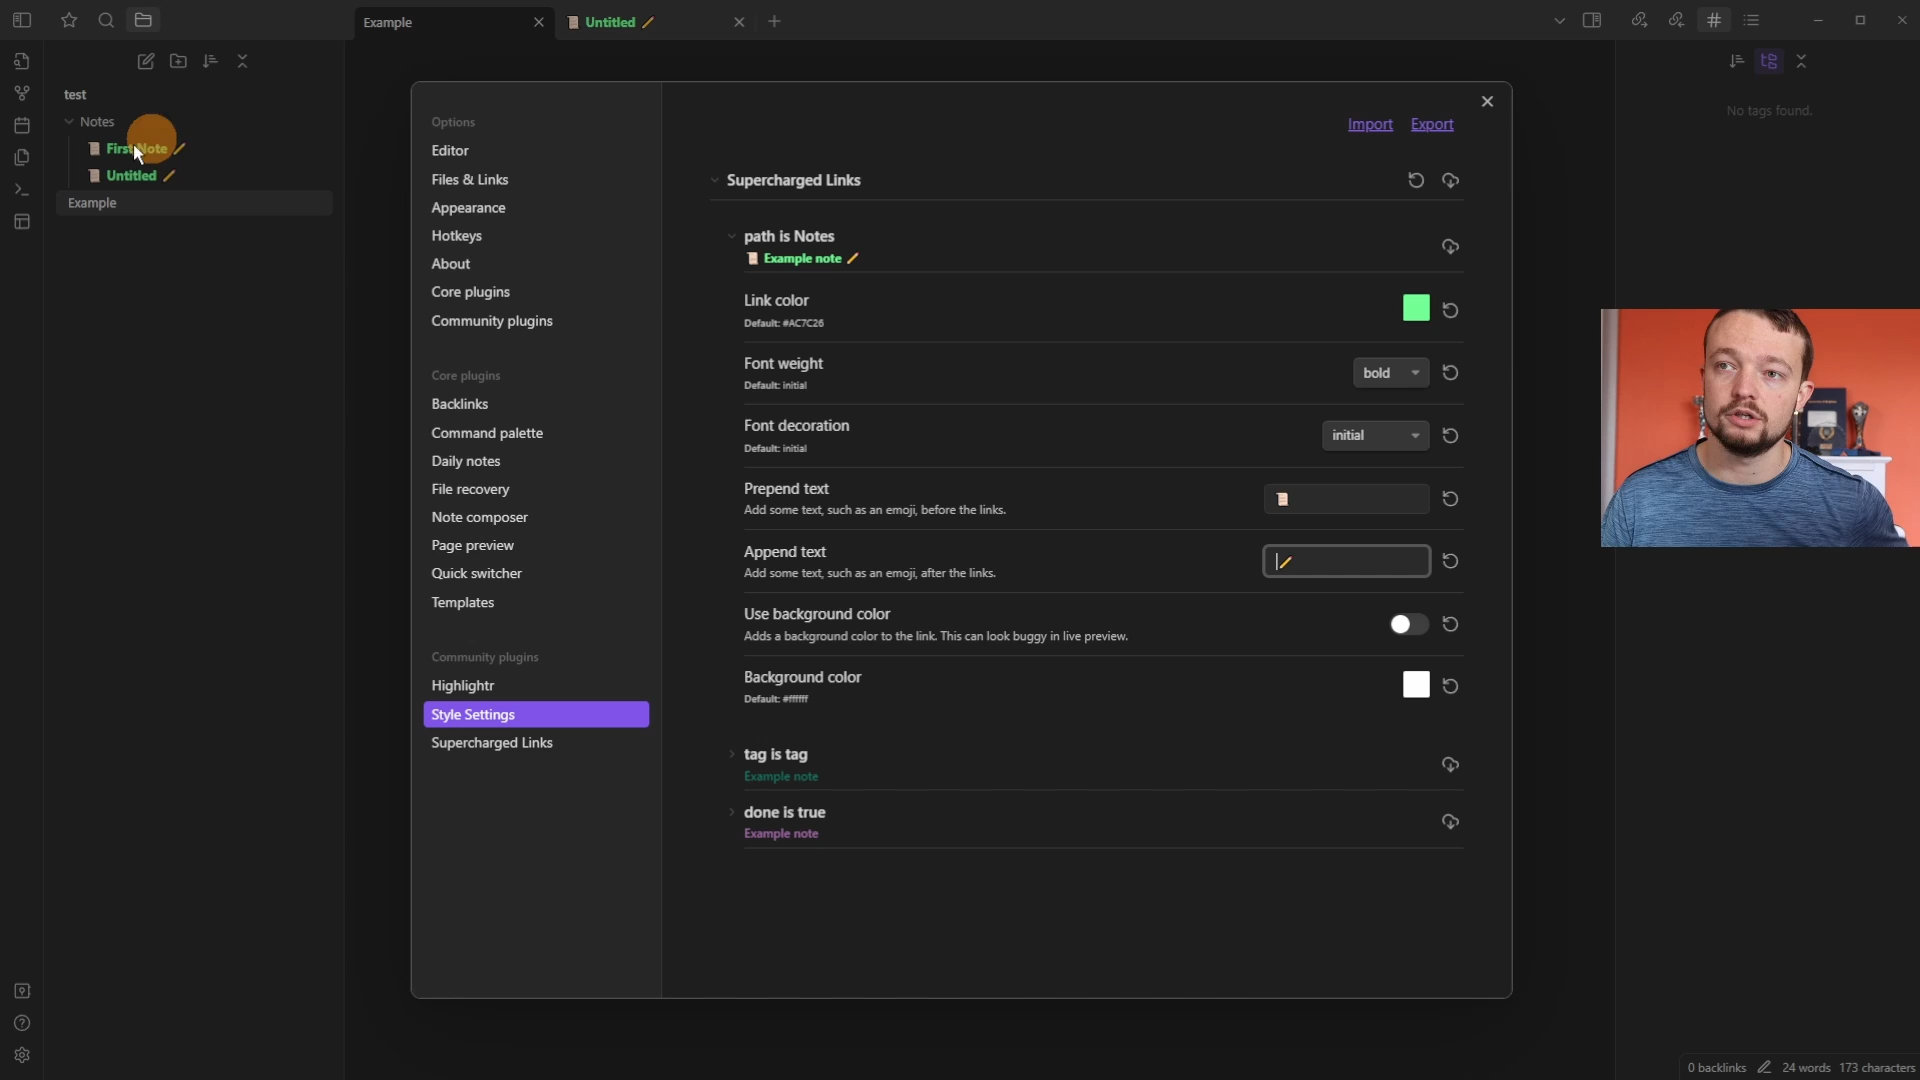 Example
Untitled
test
Notes
First Note
Untitled
Example
Options
Editor
Files & Links
Appearance
Hotkeys
About
Core plugins
Community plugins
Core plugins
Backlinks
Command palette
Daily notes
File recovery
Note composer
Page preview
Quick switcher
Templates
Community plugins
Highlightr
Style Settings
Supercharged Links
Import Export
Supercharged Links
path is Notes
Example note
Link color
Default: #AC7C26
Font weight
Default: initial
bold
Font decoration
Default: initial
initial
Prepend text
Add some text, such as an emoji, before the links.
Append text
Add some text, such as an emoji, after the links.
Use background color
Adds a background color to the link. This can look buggy in live preview.
Background color
Default: #ffffff
tag is tag
Example note
done is true
Example note
No tags found.
0 backlinks 24 words 173 characters